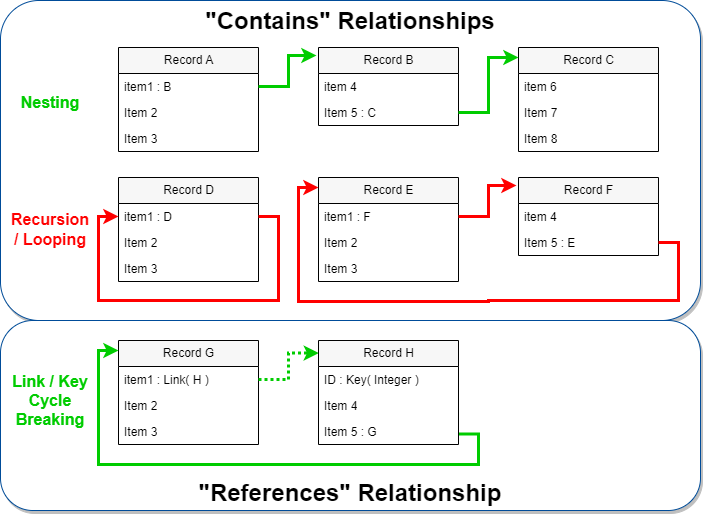 "Contains" Relationships
Nesting
Record A
item1 : B
Item 2
Item 3
Record B
item 4
Item 5 : C
Record C
item 6
Item 7
Item 8
Recursion
/ Looping
Record D
item1 : D
Item 2
Item 3
Record E
item1 : F
Item 2
Item 3
Record F
item 4
Item 5 : E
Link / Key
Cycle
Breaking
Record G
item1 : Link( H )
Item 2
Item 3
Record H
ID : Key( Integer )
Item 4
Item 5 : G
"References" Relationship